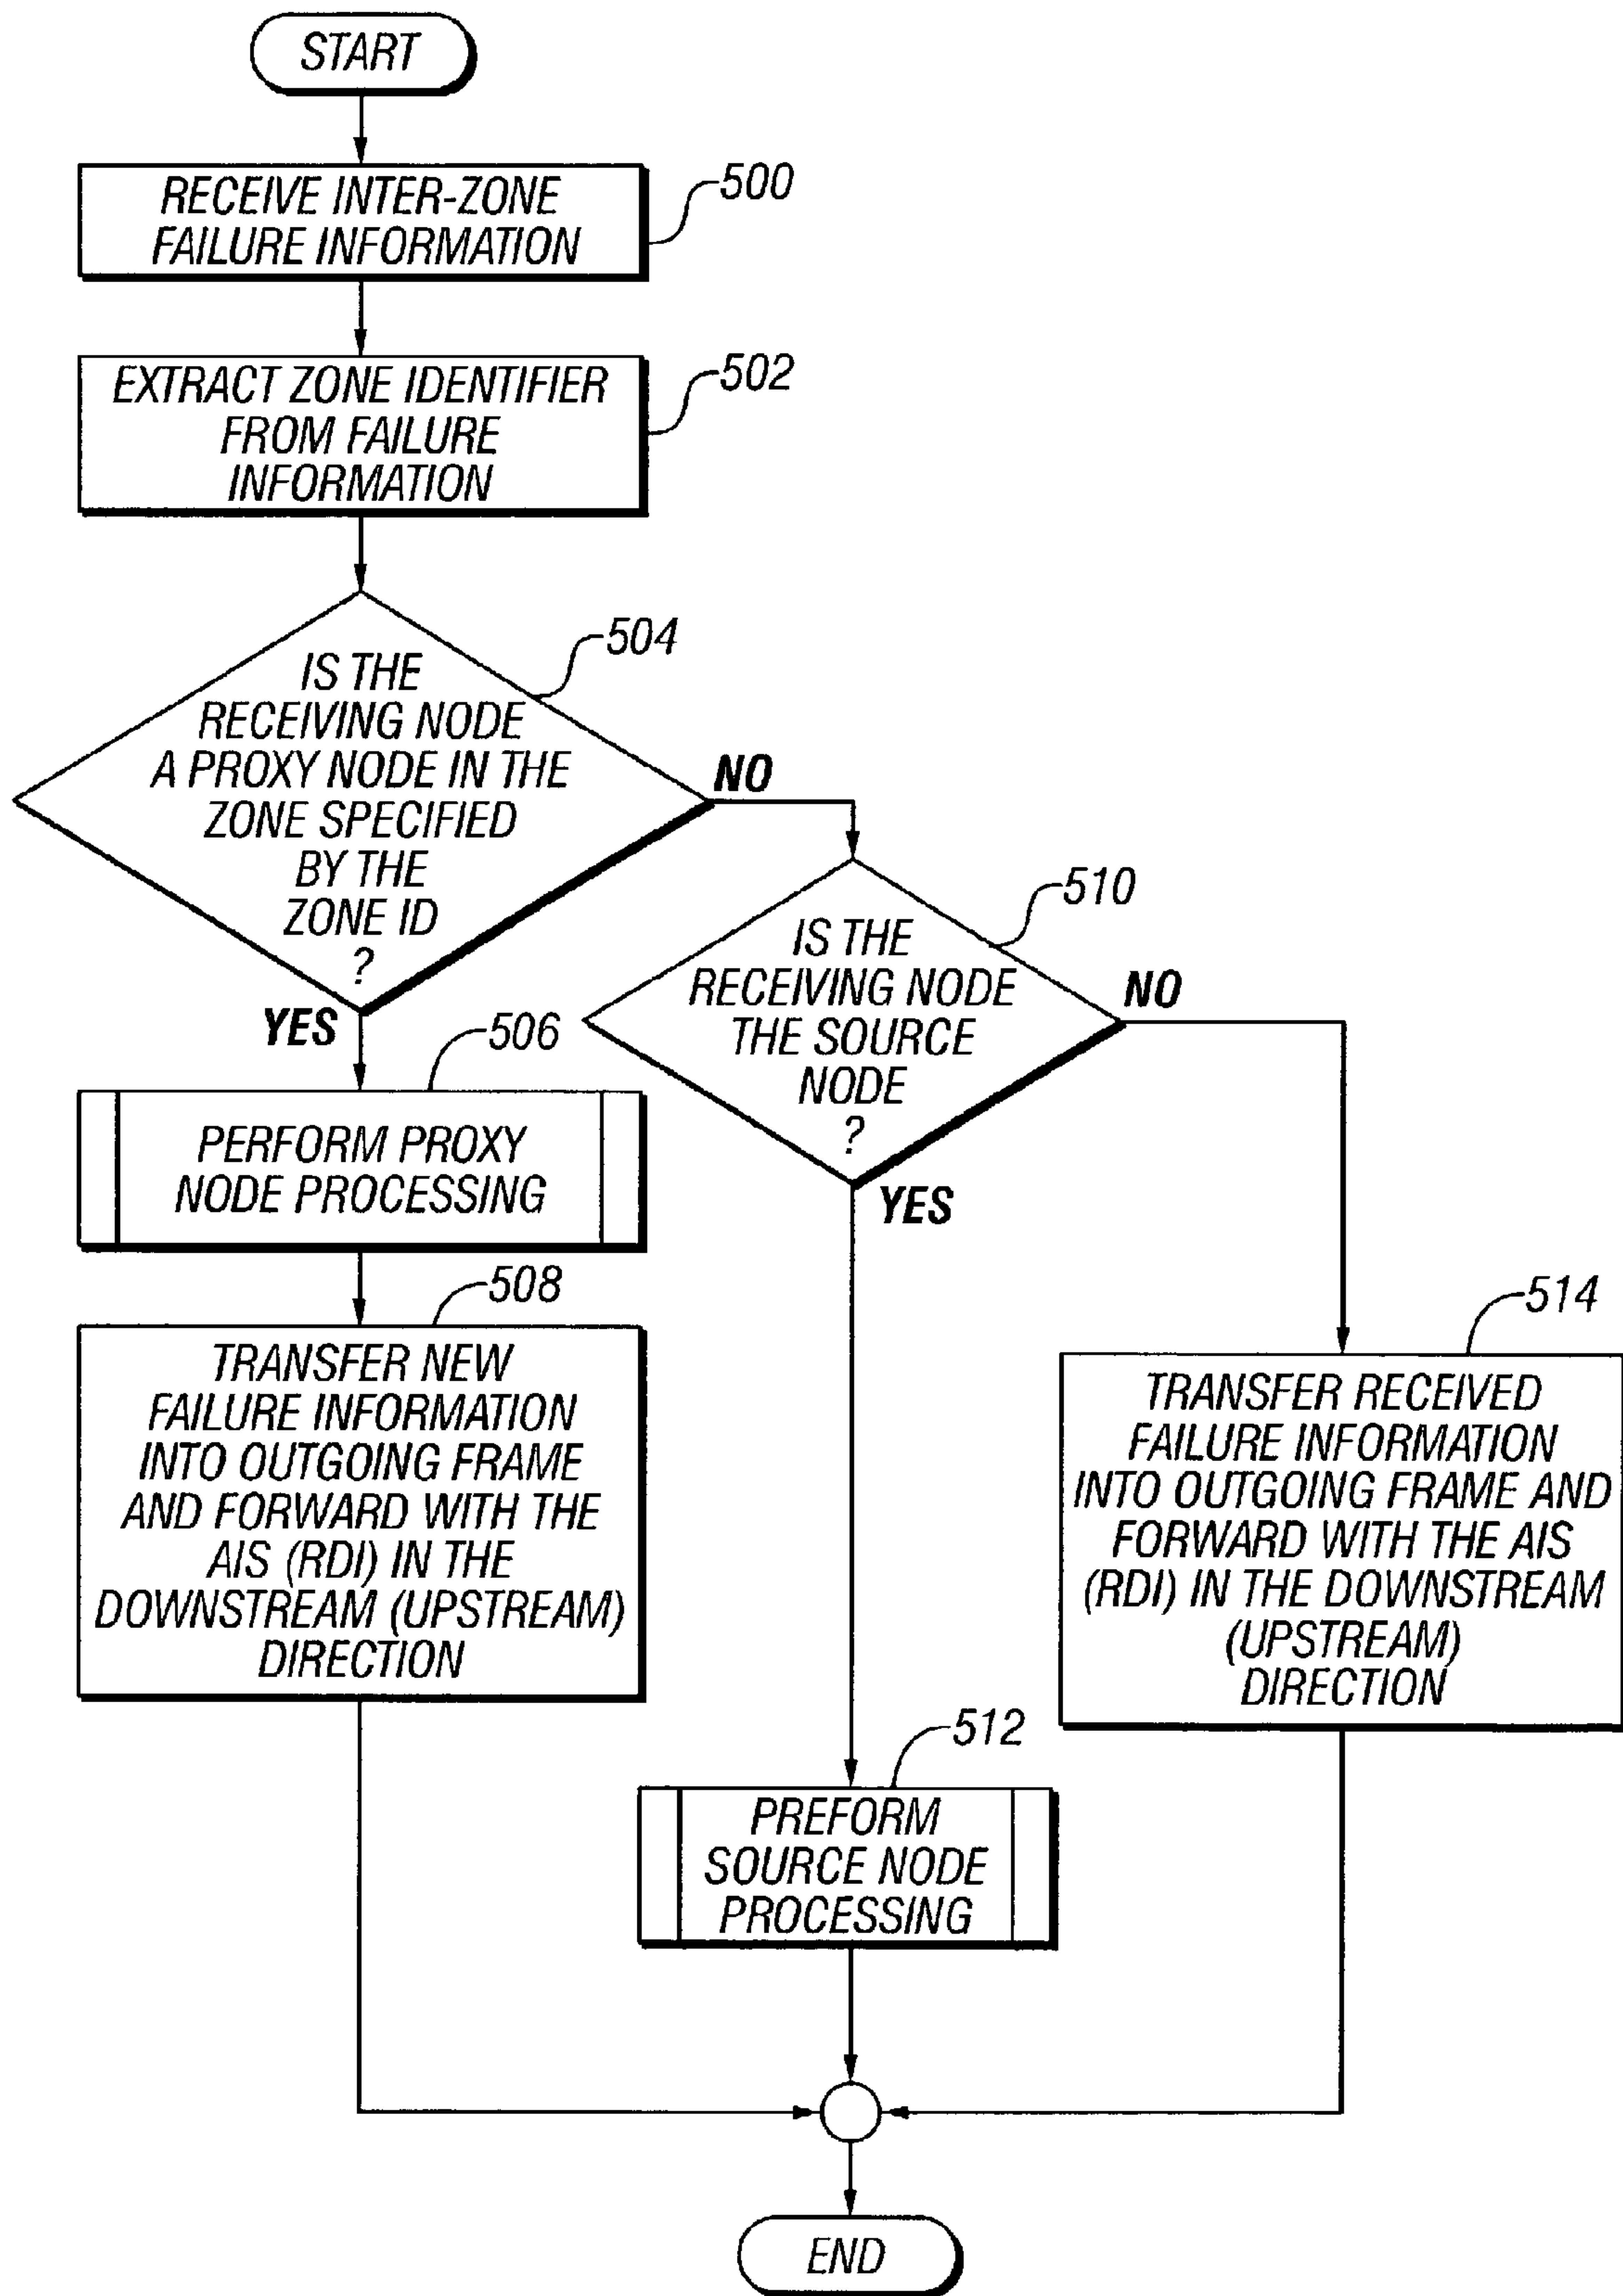 START
RECEIVE INTER-ZONE
FAILURE INFORMATION
500
EXTRACT ZONE IDENTIFIER
FROM FAILURE
INFORMATION
502
IS THE
RECEIVING NODE
A PROXY NODE IN THE
ZONE SPECIFIED
BY THE
ZONE ID
?
504
NO
YES
IS THE
RECEIVING NODE
THE SOURCE
NODE
?
510
NO
YES
506
PERFORM PROXY
NODE PROCESSING
508
TRANSFER NEW
FAILURE INFORMATION
INTO OUTGOING FRAME
AND FORWARD WITH THE
AIS (RDI) IN THE
DOWNSTREAM (UPSTREAM)
DIRECTION
514
TRANSFER RECEIVED
FAILURE INFORMATION
INTO OUTGOING FRAME AND
FORWARD WITH THE AIS
(RDI) IN THE DOWNSTREAM
(UPSTREAM)
DIRECTION
512
PREFORM
SOURCE NODE
PROCESSING
END